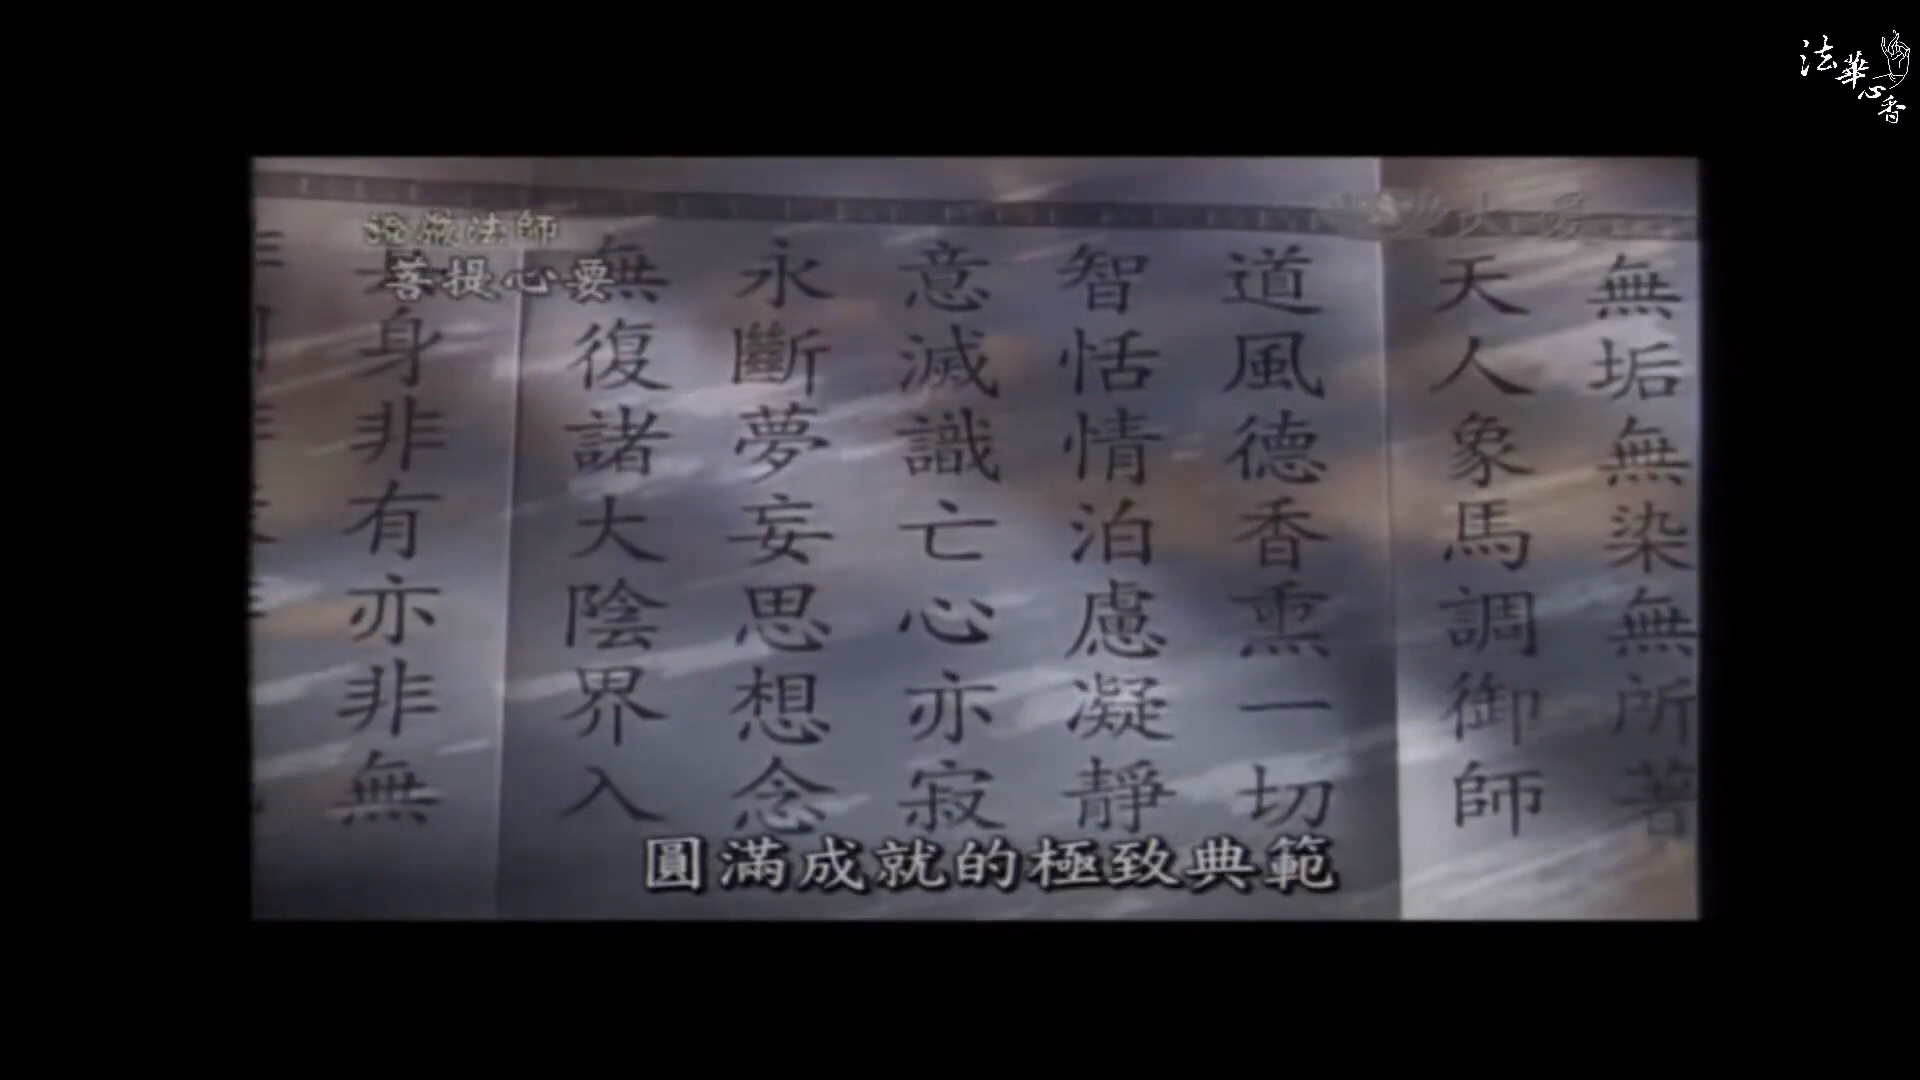 法華心香
大愛
證嚴法師
菩提心要
無垢無染無所著
天人象馬調御師
道風德香熏一切
智恬情泊慮凝靜
意滅識亡心亦寂
永斷夢妄思想念
無復諸大陰界入
身非有亦非無
圓滿成就的極致典範